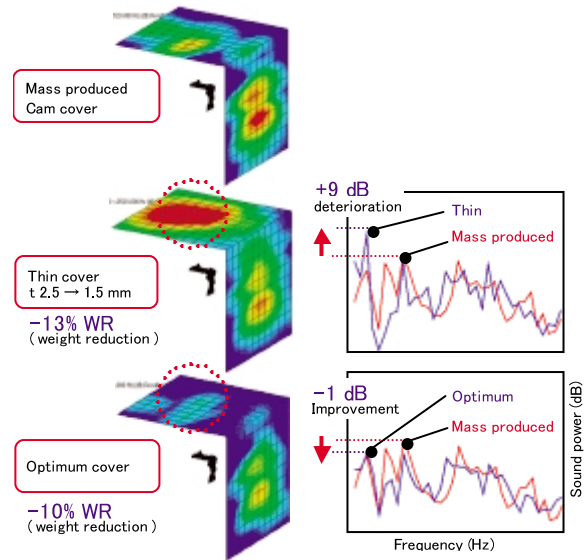 Mass produced
Cam cover
+9 dB
deterioration
Thin
Mass produced
Thin cover
t 2.5 → 1.5 mm
-13% WR
(weight reduction)
-1 dB
Improvement
Optimum
Mass produced
Optimum cover
-10% WR
(weight reduction)
Sound power (dB)
Frequency (Hz)